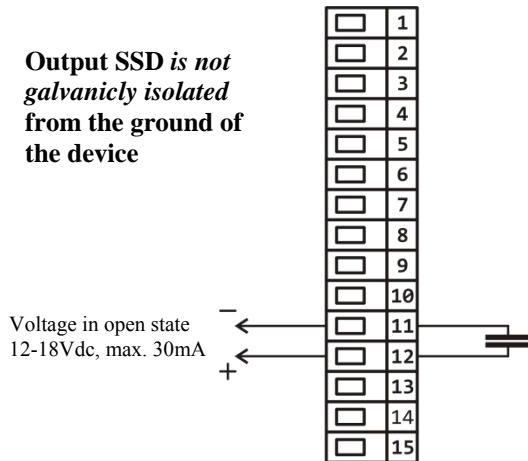 Output SSD is not
galvanicly isolated
from the ground of
the device
1
2
3
4
5
6
7
8
9
10
11
12
13
14
15
−
Voltage in open state
12-18Vdc, max. 30mA
+